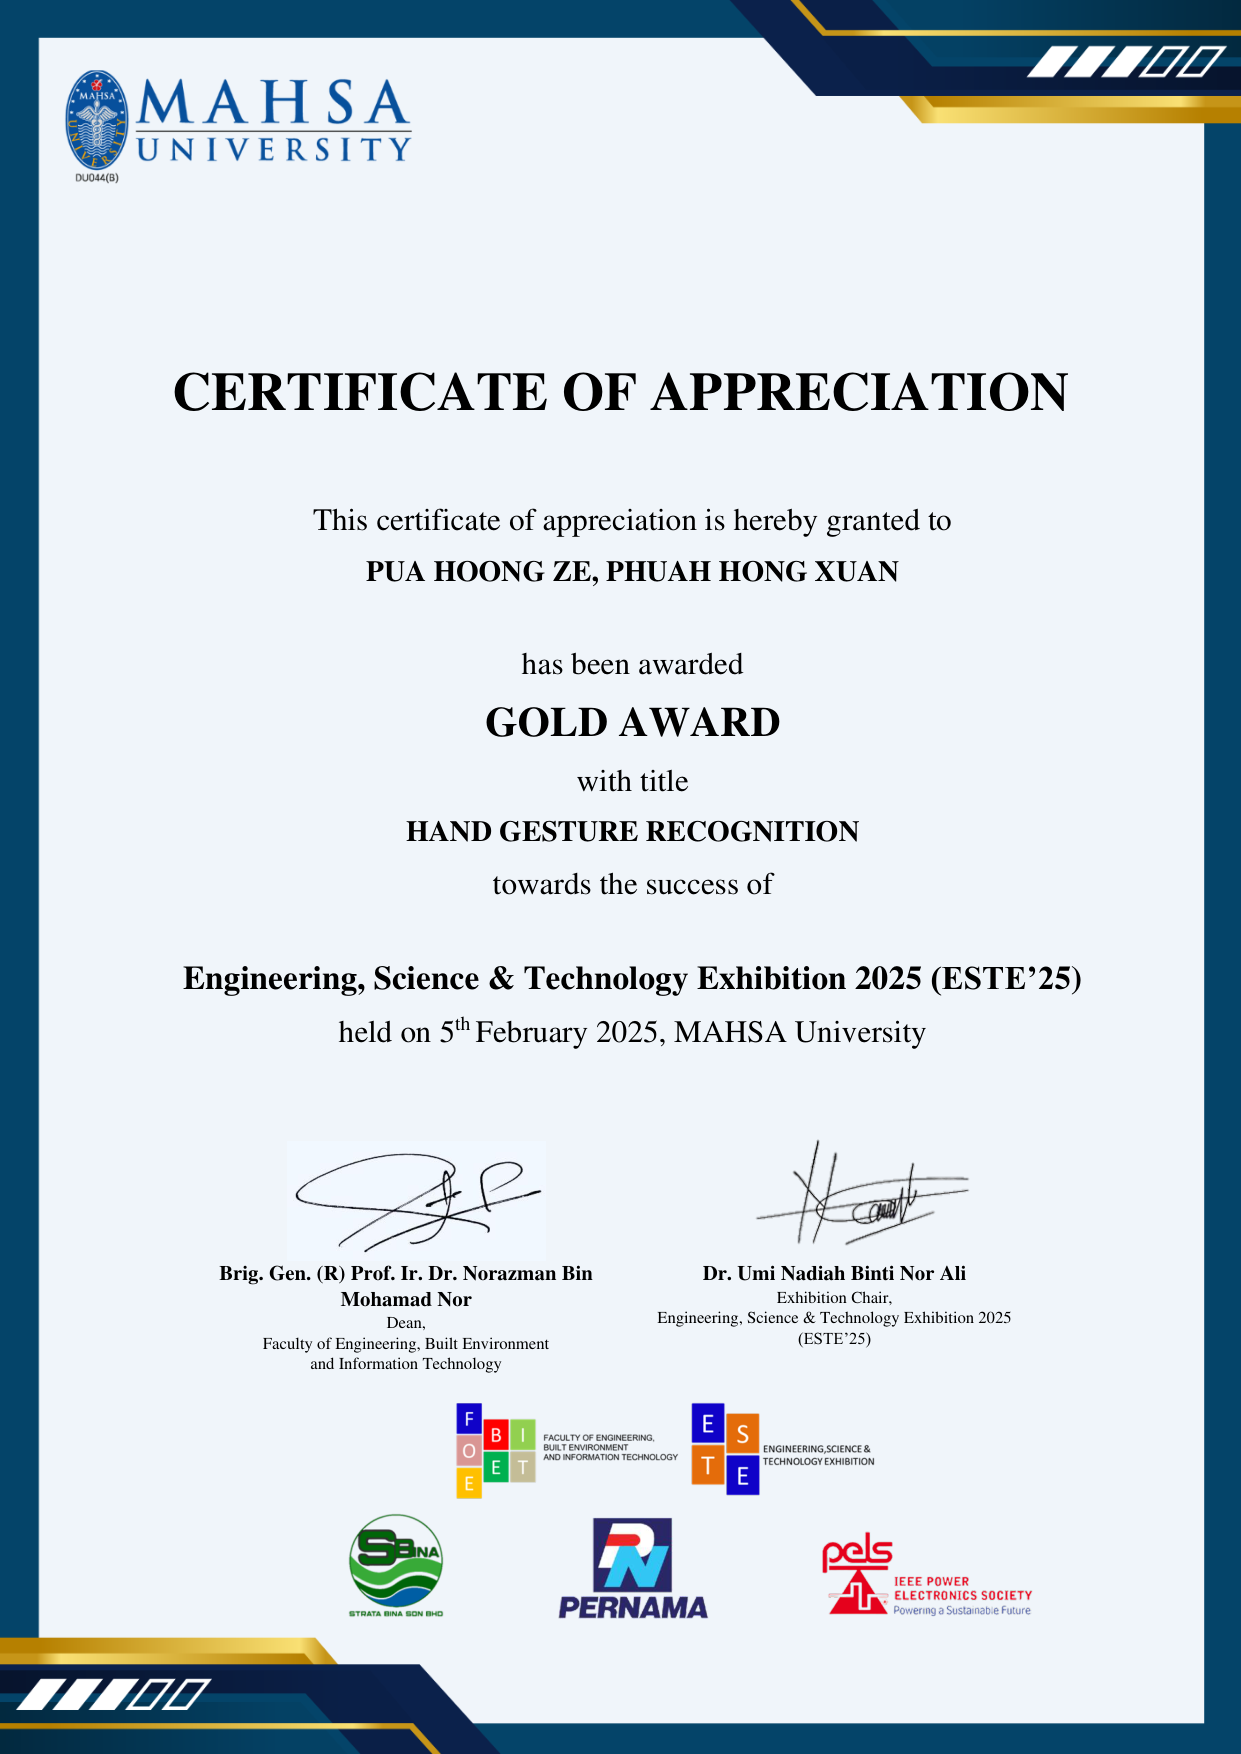 MAHSA
UNIVERSITY
MAHSA
UNIVERSITY
DU044(B)
CERTIFICATE OF APPRECIATION
This certificate of appreciation is hereby granted to
PUA HOONG ZE, PHUAH HONG XUAN
has been awarded
GOLD AWARD
with title
HAND GESTURE RECOGNITION
towards the success of
Engineering, Science & Technology Exhibition 2025 (ESTE’25)
held on 5th February 2025, MAHSA University
Brig. Gen. (R) Prof. Ir. Dr. Norazman Bin
Mohamad Nor
Dean,
Faculty of Engineering, Built Environment
and Information Technology
Dr. Umi Nadiah Binti Nor Ali
Exhibition Chair,
Engineering, Science & Technology Exhibition 2025
(ESTE’25)
F
O B I
E E T
FACULTY OF ENGINEERING,
BUILT ENVIRONMENT
AND INFORMATION TECHNOLOGY
E S
T E
ENGINEERING,SCIENCE &
TECHNOLOGY EXHIBITION
SBINA
STRATA BINA SDN BHD
PN
PERNAMA
pels
IEEE POWER
ELECTRONICS SOCIETY
Powering a Sustainable Future